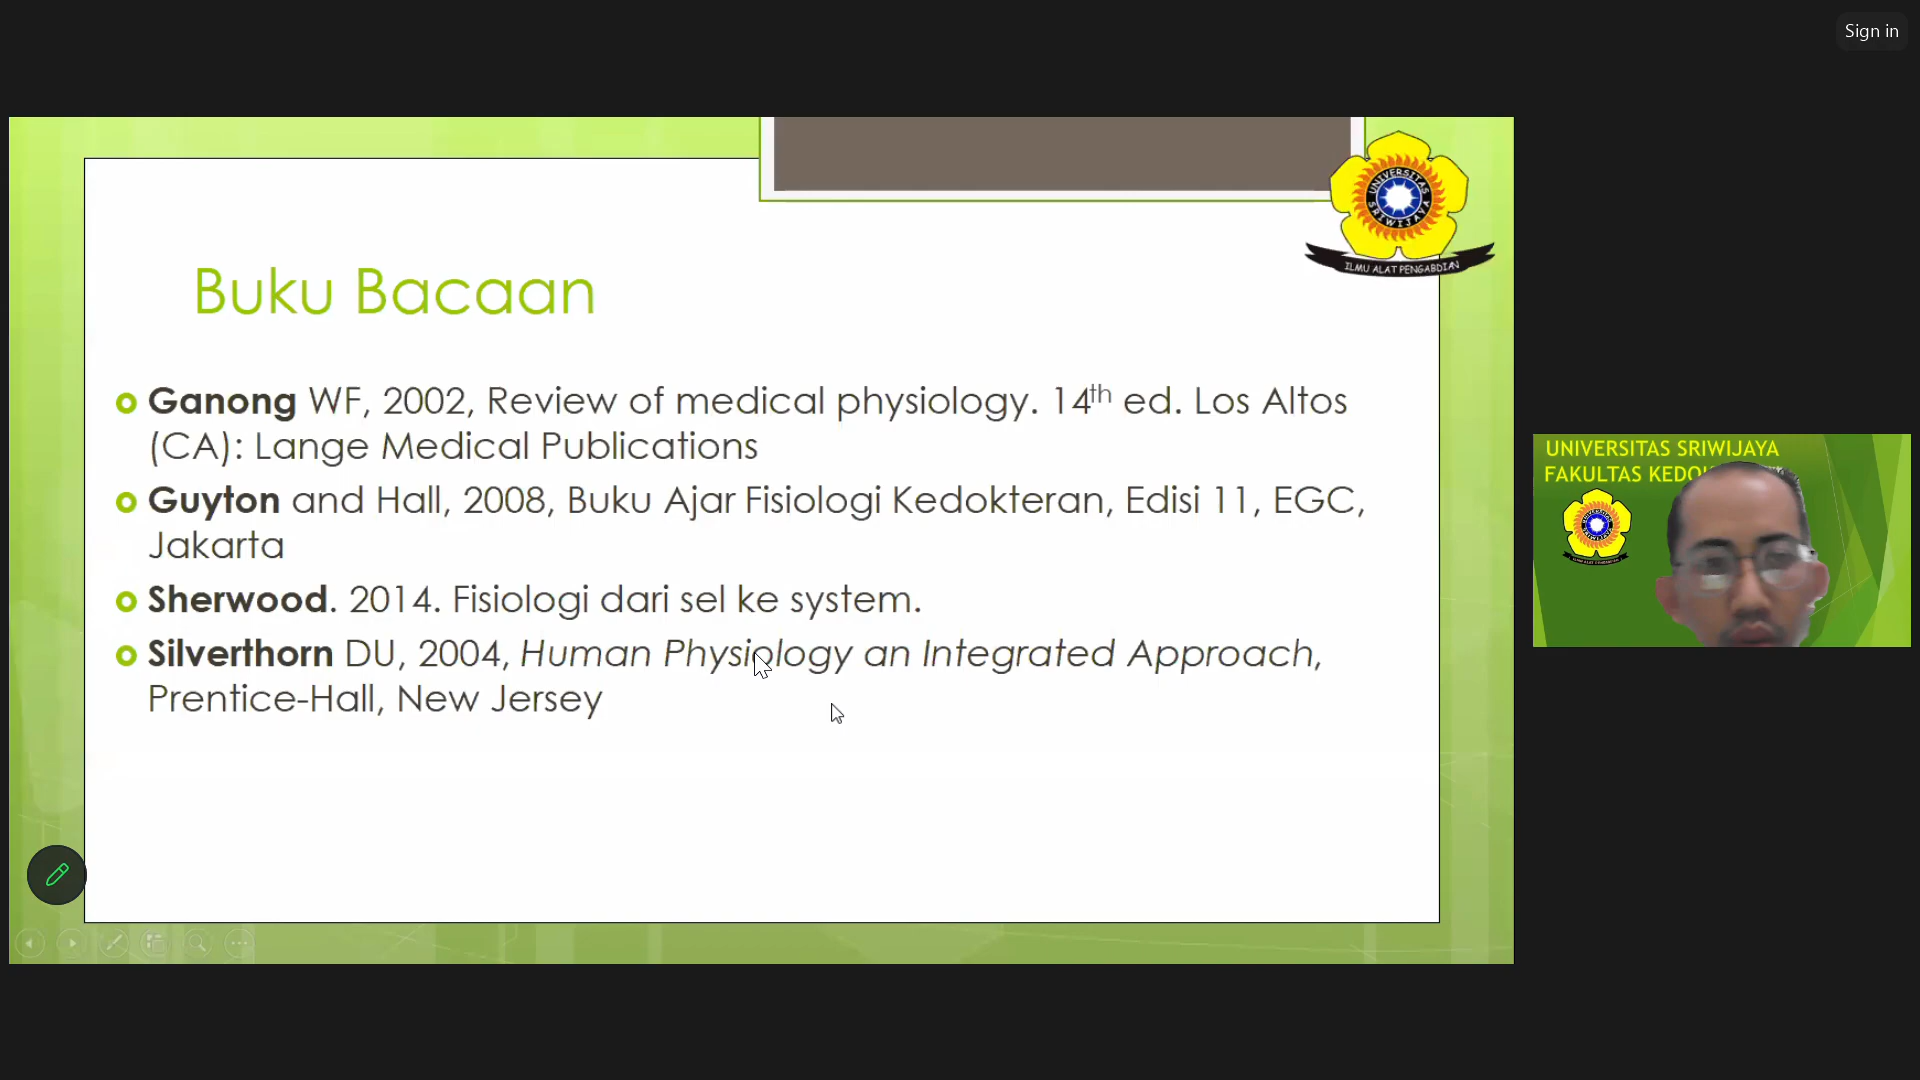 Sign in
UNIVERSITAS
SRIWIJAYA
ILMU ALAT PENGABDIAN
Buku Bacaan
Ganong WF, 2002, Review of medical physiology. 14th ed. Los Altos
(CA): Lange Medical Publications
Guyton and Hall, 2008, Buku Ajar Fisiologi Kedokteran, Edisi 11, EGC,
Jakarta
Sherwood. 2014. Fisiologi dari sel ke system.
Silverthorn DU, 2004, Human Physiology an Integrated Approach,
Prentice-Hall, New Jersey
UNIVERSITAS SRIWIJAYA
FAKULTAS